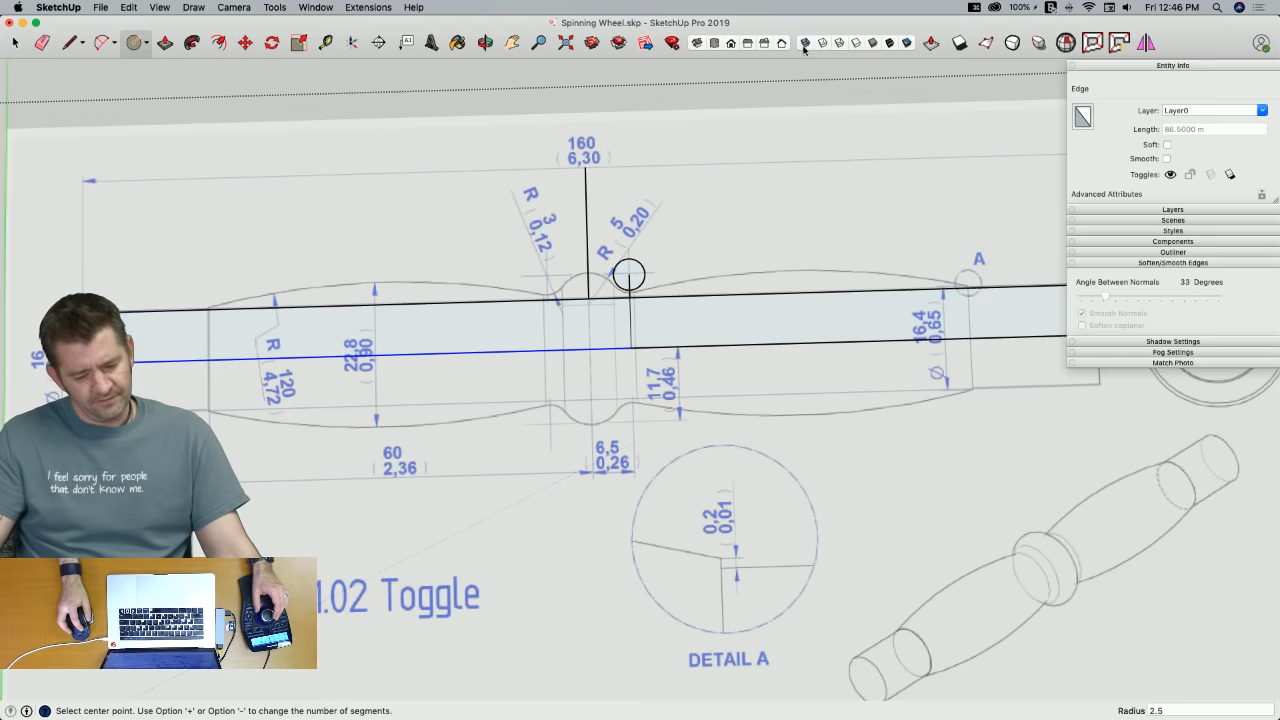 SketchUp File Edit View Camera Draw Tools Window Extensions Help
100% Fri 12:46 PM
Spinning Wheel.skp - SketchUp Pro 2019
Entity Info
Edge
Layer: Layer0
Length: 86.5000 m
Soft:
Smooth:
Toggles:
Advanced Attributes
Layers
Scenes
Styles
Components
Outliner
Soften/Smooth Edges
Angle Between Normals 33 Degrees
Smooth Normals
Soften coplanar
Shadow Settings
Fog Settings
Match Photo
160
( 6,30 )
R 3
0,12
R 5
0,20
A
16
R 120
4,72
22,8
0,90
11,7
0,46
Ø 16,4
0,65
60
( 2,36 )
6,5
0,26
0,2
0,01
1.02 Toggle
DETAIL A
I feel sorry for people
that don't know me.
Select center point. Use Option '+' or Option '-' to change the number of segments.
Radius 2.5